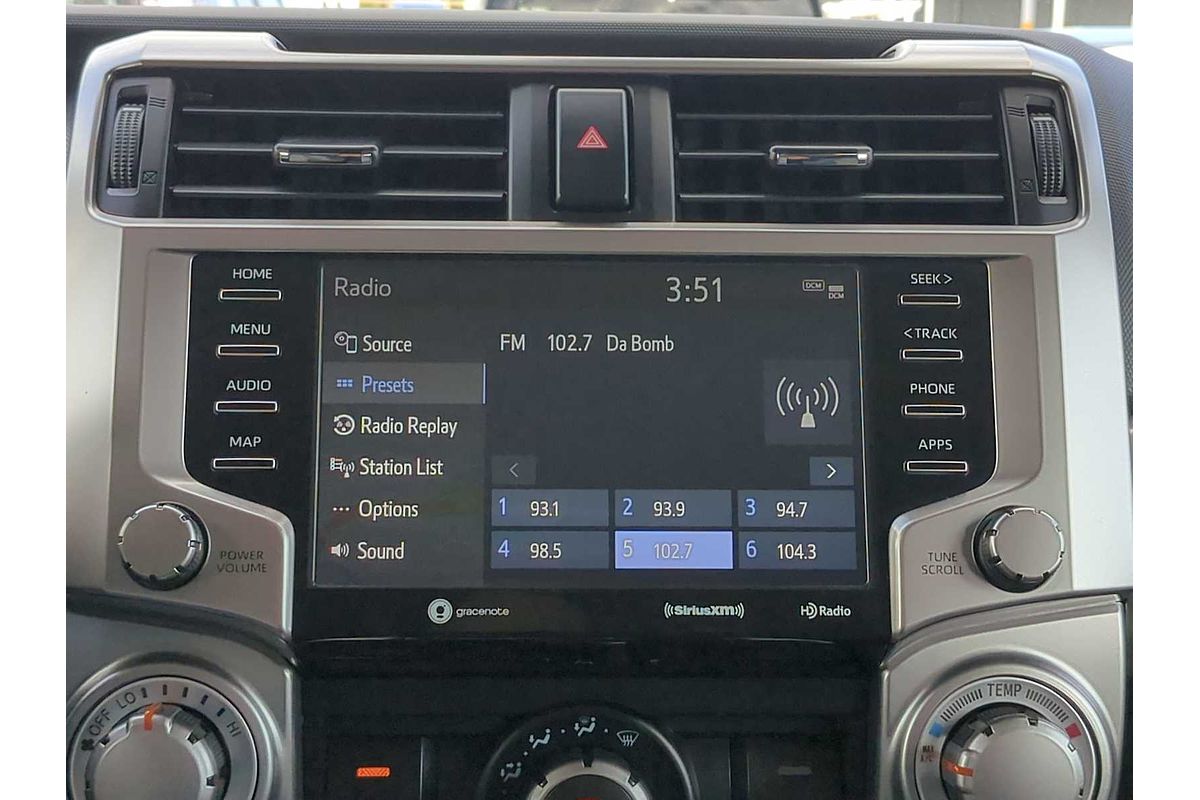 HOME
MENU
AUDIO
MAP
POWER
VOLUME
Radio 3:51 DCM
DCM
Source
Presets
Radio Replay
Station List
Options
Sound
FM 102.7 Da Bomb
< >
1 93.1 2 93.9 3 94.7
4 98.5 5 102.7 6 104.3
SEEK >
< TRACK
PHONE
APPS
TUNE
SCROLL
gracenote ((SiriusXM)) HD Radio
OFF LO HI
TEMP
MAX
A/C